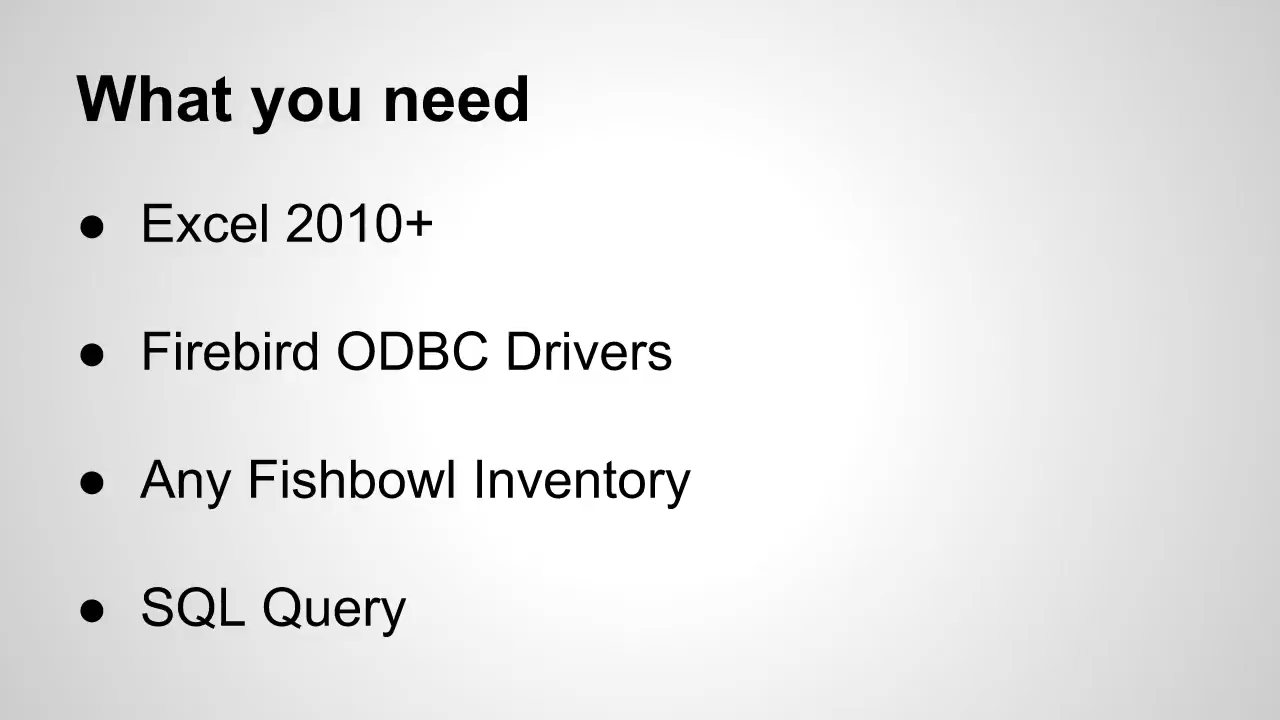 What you need
● Excel 2010+
● Firebird ODBC Drivers
● Any Fishbowl Inventory
● SQL Query